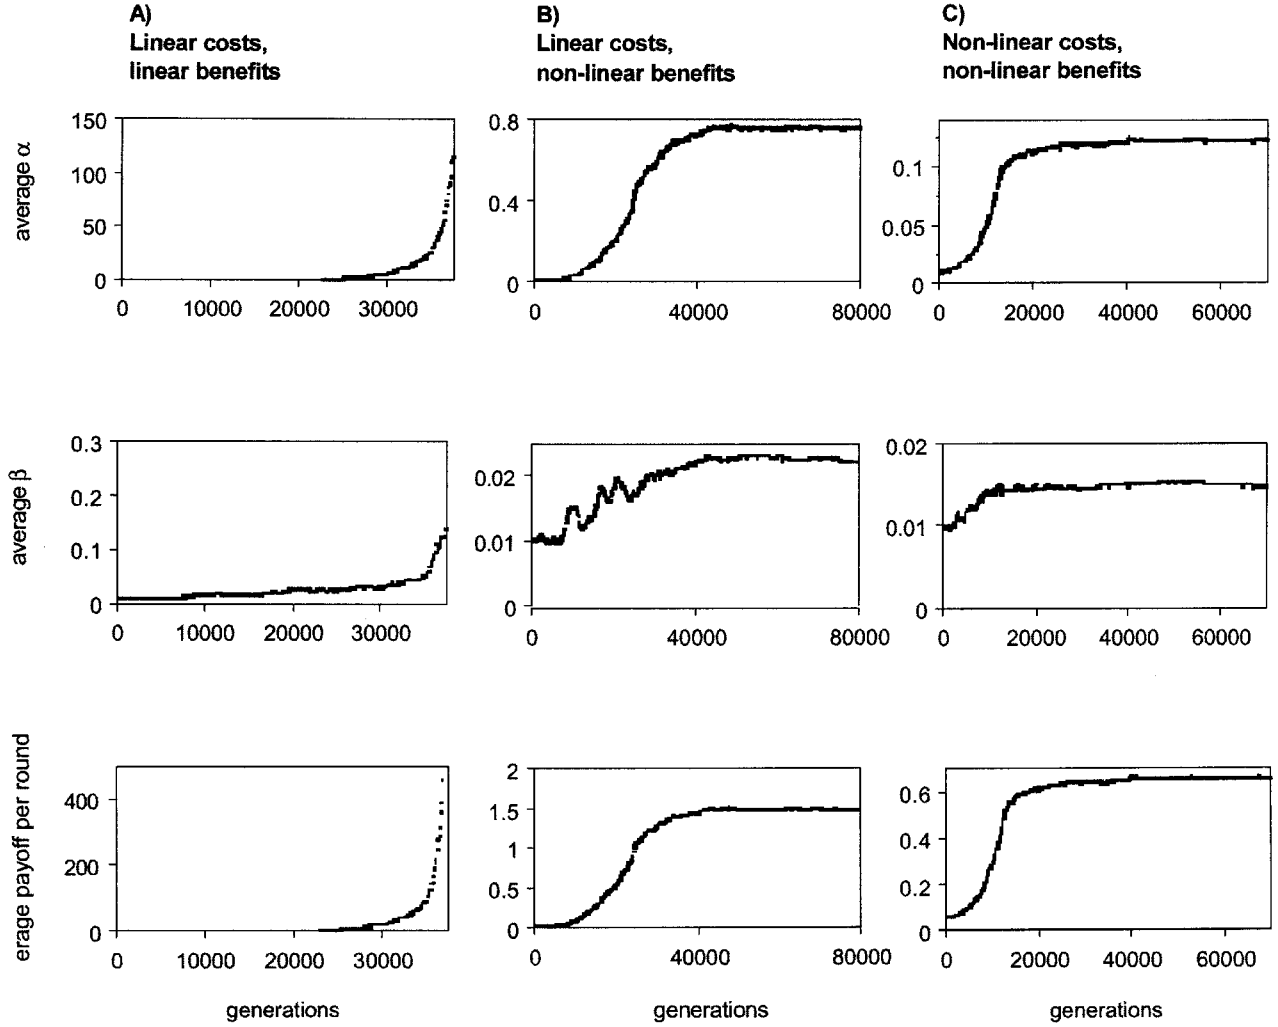 A)
Linear costs,
linear benefits
B)
Linear costs,
non-linear benefits
C)
Non-linear costs,
non-linear benefits
average α
150
100
50
0
0 10000 20000 30000
0.8
0.4
0
0 40000 80000
0.1
0.05
0
0 20000 40000 60000
average β
0.3
0.2
0.1
0
0 10000 20000 30000
0.02
0.01
0
0 40000 80000
0.02
0.01
0
0 20000 40000 60000
erage payoff per round
400
200
0
0 10000 20000 30000
generations
2
1.5
1
0.5
0
0 40000 80000
generations
0.6
0.4
0.2
0
0 20000 40000 60000
generations